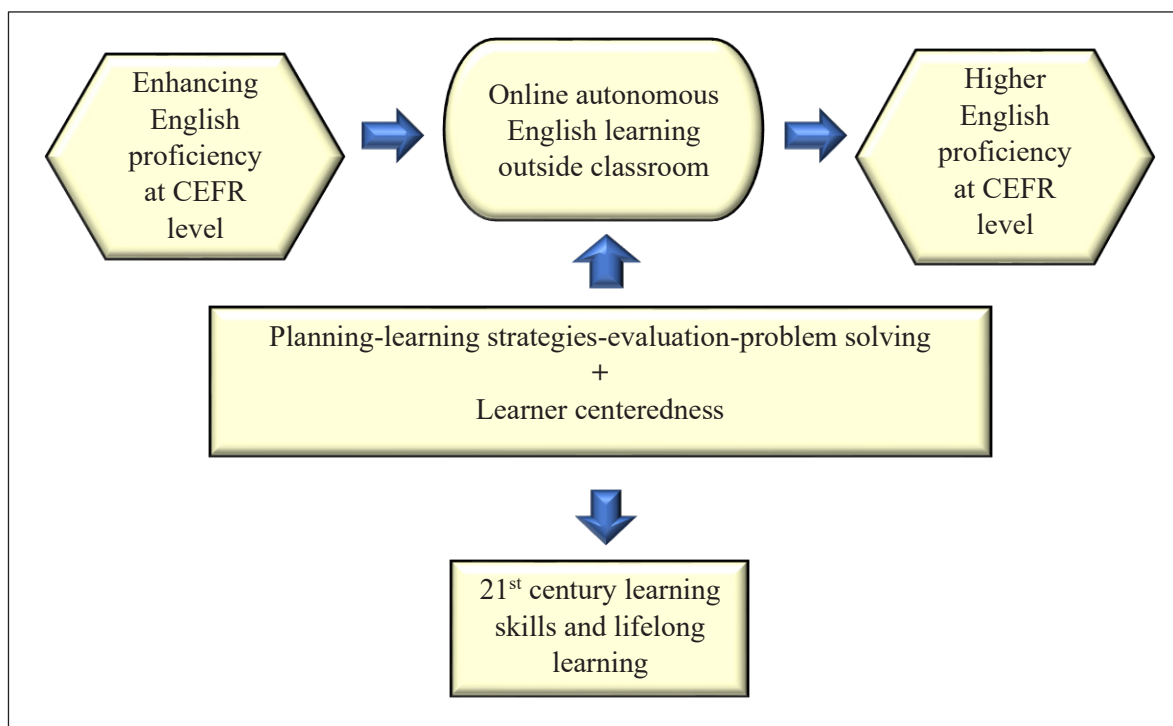 Enhancing
English
proficiency
at CEFR
level
Online autonomous
English learning
outside classroom
Higher
English
proficiency
at CEFR
level
Planning-learning strategies-evaluation-problem solving
+
Learner centeredness
21st century learning
skills and lifelong
learning